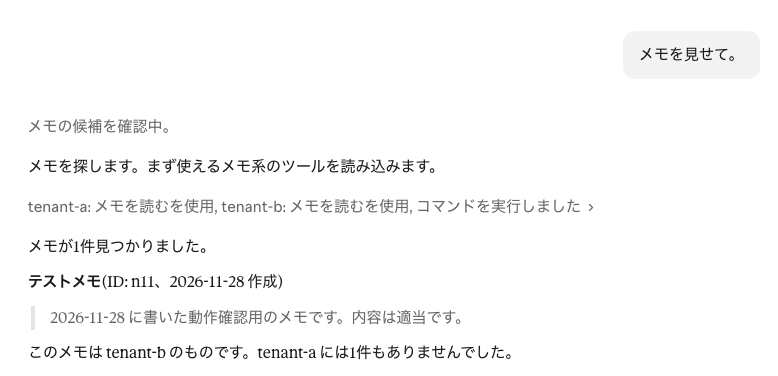 メモを見せて。
メモの候補を確認中。
メモを探します。まず使えるメモ系のツールを読み込みます。
tenant-a: メモを読むを使用, tenant-b: メモを読むを使用, コマンドを実行しました ›
メモが1件見つかりました。
テストメモ(ID: n11、2026-11-28 作成)
2026-11-28 に書いた動作確認用のメモです。内容は適当です。
このメモは tenant-b のものです。tenant-a には1件もありませんでした。